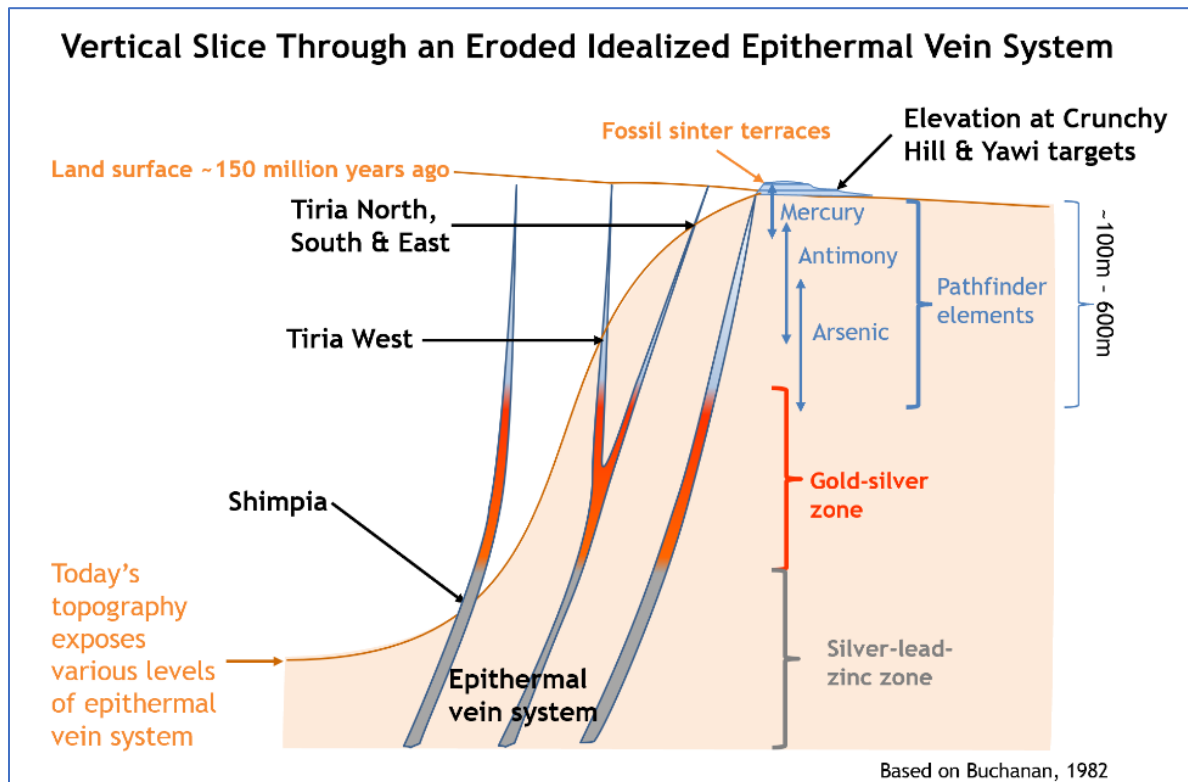 Vertical Slice Through an Eroded Idealized Epithermal Vein System
Fossil sinter terraces
Elevation at Crunchy
Hill & Yawi targets
Land surface ~150 million years ago
Tiria North,
South & East
Mercury
Antimony
Arsenic
Pathfinder
elements
~100m - 600m
Tiria West
Gold-silver
zone
Shimpia
Today's
topography
exposes
various levels
of epithermal
vein system
Epithermal
vein system
Silver-lead-
zinc zone
Based on Buchanan, 1982